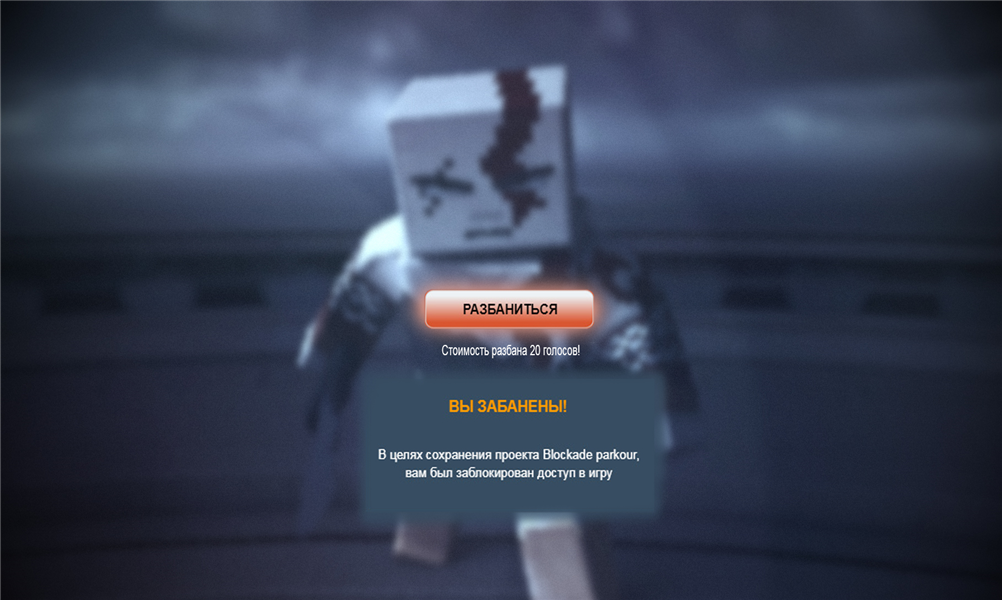 РАЗБАНИТЬСЯ
Стоимость разбана 20 голосов!
ВЫ ЗАБАНЕНЫ!
В целях сохранения проекта Blockade parkour,
вам был заблокирован доступ в игру